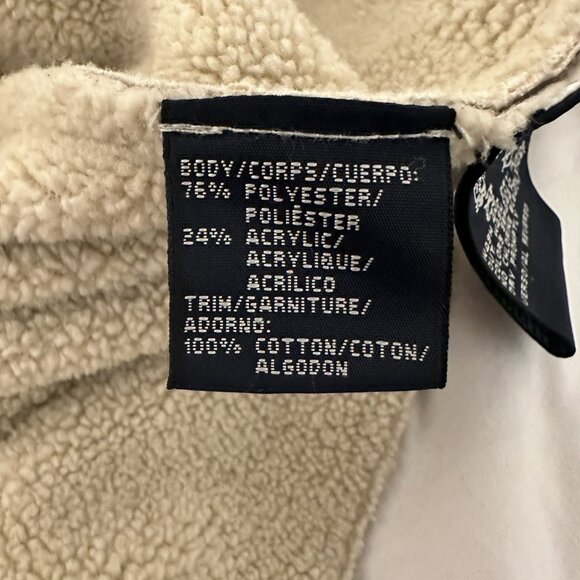 BODY/CORPS/CUERPO:
76% POLYESTER/
POLIÉSTER
24% ACRYLIC/
ACRYLIQUE/
ACRÍLICO
TRIM/GARNITURE/
ADORNO:
100% COTTON/COTON/
ALGODON